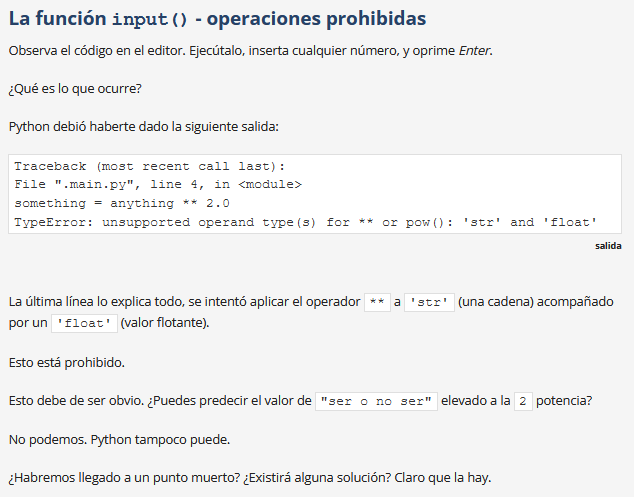 La función input() - operaciones prohibidas
Observa el código en el editor. Ejecútalo, inserta cualquier número, y oprime Enter.
¿Qué es lo que ocurre?
Python debió haberte dado la siguiente salida:
Traceback (most recent call last):
File ".main.py", line 4, in <module>
something = anything ** 2.0
TypeError: unsupported operand type(s) for ** or pow(): 'str' and 'float'
salida
La última línea lo explica todo, se intentó aplicar el operador ** a 'str' (una cadena) acompañado
por un 'float' (valor flotante).
Esto está prohibido.
Esto debe de ser obvio. ¿Puedes predecir el valor de "ser o no ser" elevado a la 2 potencia?
No podemos. Python tampoco puede.
¿Habremos llegado a un punto muerto? ¿Existirá alguna solución? Claro que la hay.